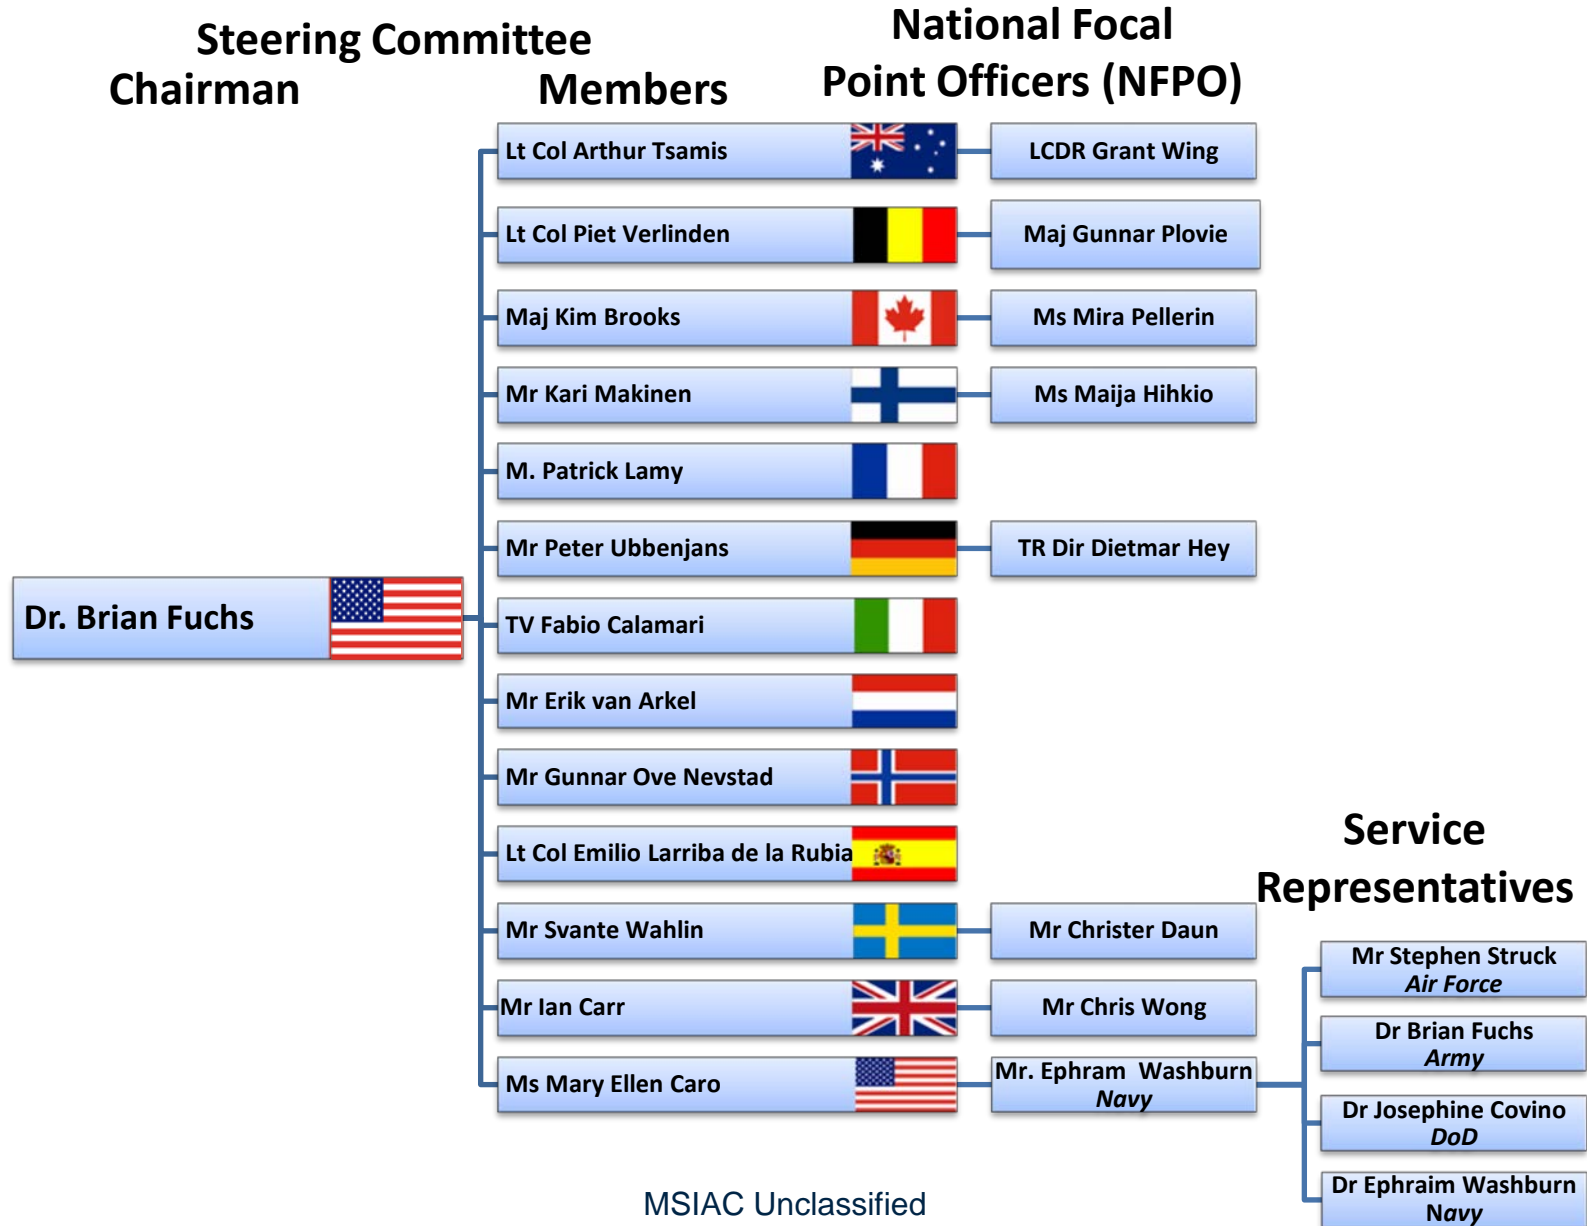 Steering Committee
Chairman
Members
National Focal
Point Officers (NFPO)
Lt Col Arthur Tsamis
LCDR Grant Wing
Lt Col Piet Verlinden
Maj Gunnar Plovie
Maj Kim Brooks
Ms Mira Pellerin
Mr Kari Makinen
Ms Maija Hihkio
M. Patrick Lamy
Mr Peter Ubbenjans
TR Dir Dietmar Hey
Dr. Brian Fuchs
TV Fabio Calamari
Mr Erik van Arkel
Mr Gunnar Ove Nevstad
Lt Col Emilio Larriba de la Rubia
Service
Representatives
Mr Svante Wahlin
Mr Christer Daun
Mr Ian Carr
Mr Chris Wong
Ms Mary Ellen Caro
Mr. Ephram  Washburn
Navy
Mr Stephen Struck
Air Force
Dr Brian Fuchs
Army
Dr Josephine Covino
DoD
Dr Ephraim Washburn
Navy
MSIAC Unclassified